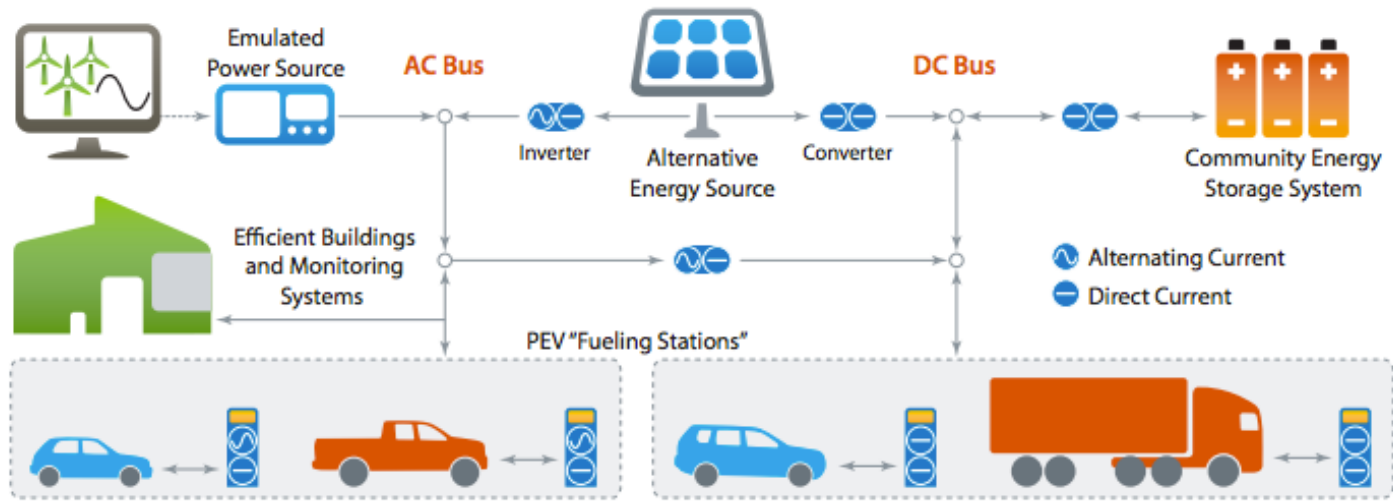 Emulated
Power Source
AC Bus
DC Bus
Inverter
Alternative
Energy Source
Converter
Community Energy
Storage System
Efficient Buildings
and Monitoring
Systems
Alternating Current
Direct Current
PEV “Fueling Stations”